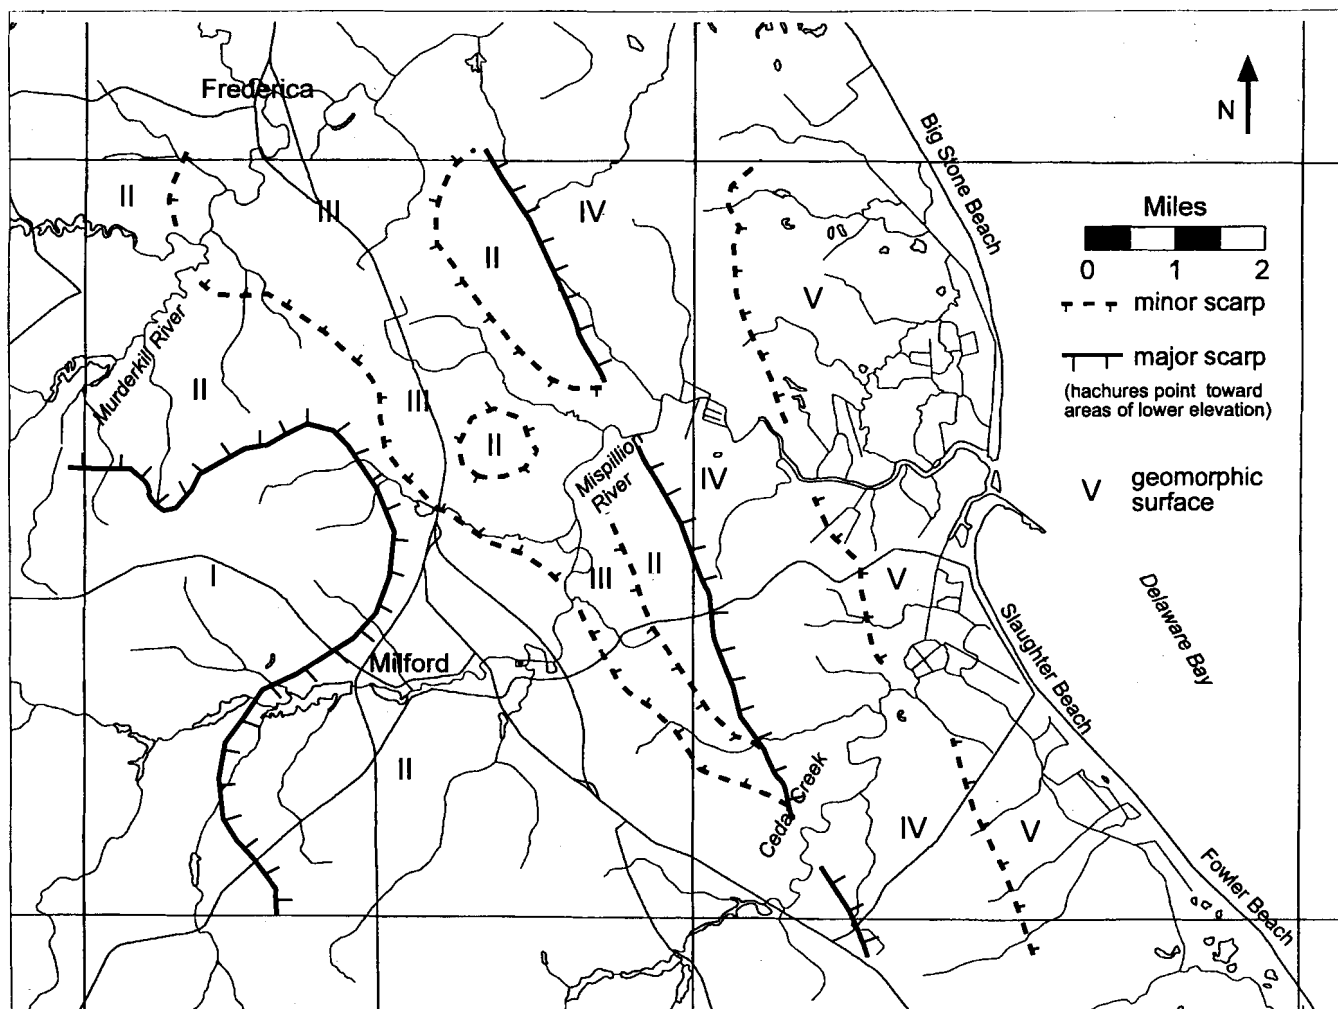 Frederica
N
Big Stone Beach
II
III
IV
II
V
Miles
0 1 2
minor scarp
major scarp
(hachures point toward
areas of lower elevation)
V geomorphic
surface
Murderkill River
II
III
II
Mispillion
River
IV
I
III
II
V
Delaware Bay
Slaughter Beach
Milford
II
Cedar Creek
IV
V
Fowler Beach